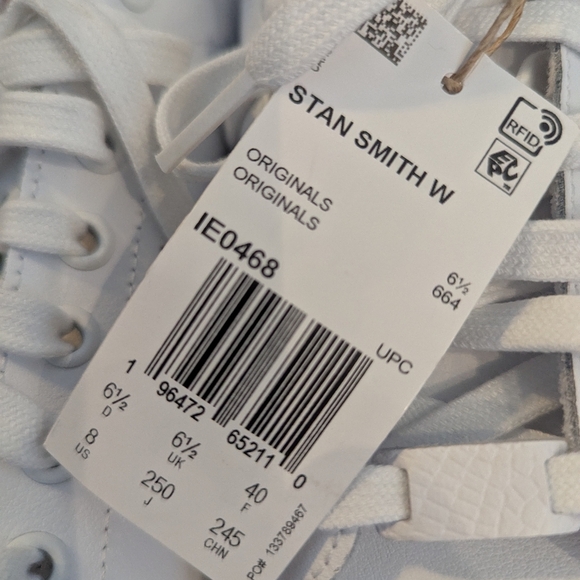 STAN SMITH W
RFID
EPC
ORIGINALS
ORIGINALS
IE0468
6½
664
UPC
1 96472 65211 0
6½ D
6½ UK
40 F
8 US
250 J
245 CHN
PO# 133789467